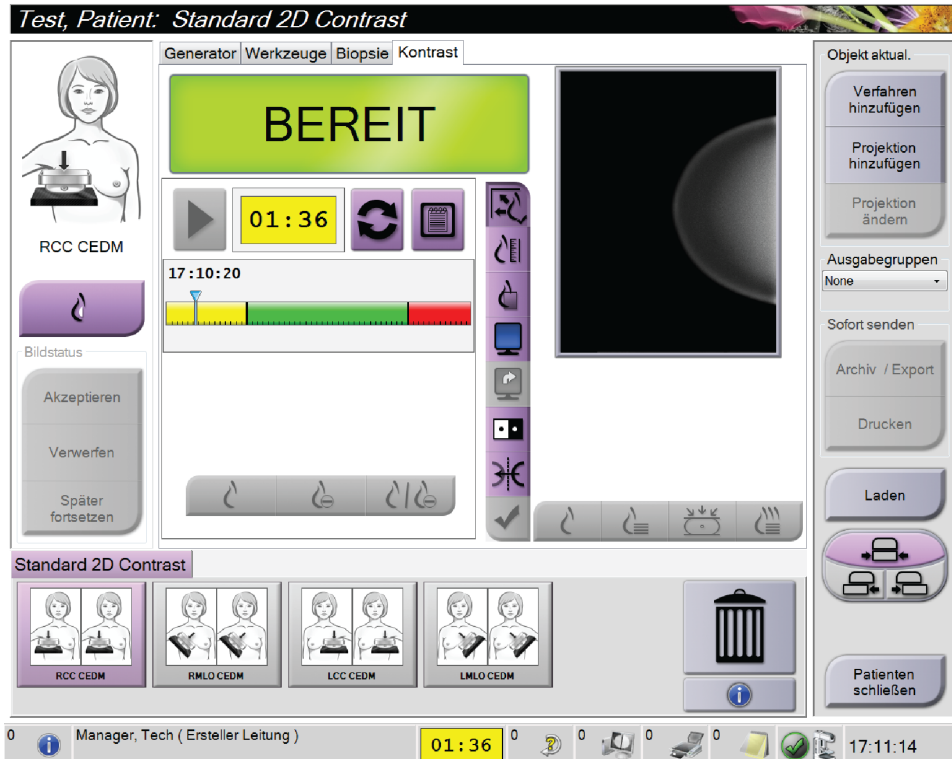 Test, Patient: Standard 2D Contrast
Generator Werkzeuge Biopsie Kontrast
BEREIT
RCC CEDM
01:36
17:10:20
Bildstatus
Akzeptieren
Verwerfen
Später
fortsetzen
Objekt aktual.
Verfahren
hinzufügen
Projektion
hinzufügen
Projektion
ändern
Ausgabegruppen
None
Sofort senden
Archiv / Export
Drucken
Laden
Patienten
schließen
Standard 2D Contrast
RCC CEDM
RMLO CEDM
LCC CEDM
LMLO CEDM
0 Manager, Tech ( Ersteller Leitung ) 01:36 0 0 0 0 17:11:14